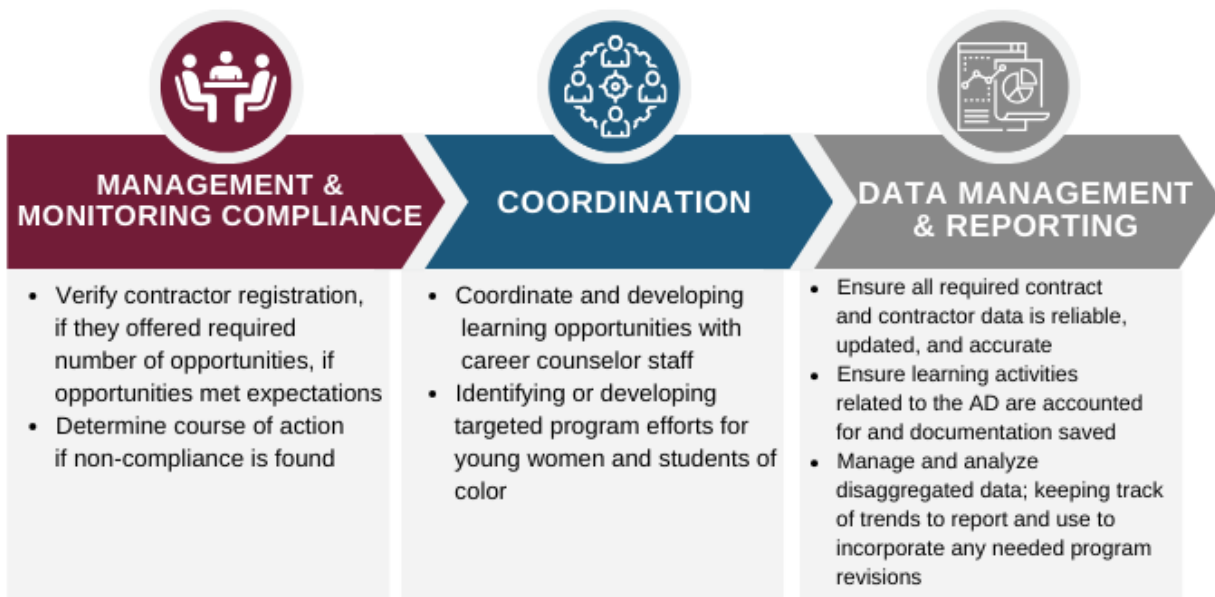 MANAGEMENT &
MONITORING COMPLIANCE
• Verify contractor registration,
if they offered required
number of opportunities, if
opportunities met expectations
• Determine course of action
if non-compliance is found
COORDINATION
• Coordinate and developing
learning opportunities with
career counselor staff
• Identifying or developing
targeted program efforts for
young women and students of
color
DATA MANAGEMENT
& REPORTING
• Ensure all required contract
and contractor data is reliable,
updated, and accurate
• Ensure learning activities
related to the AD are accounted
for and documentation saved
• Manage and analyze
disaggregated data; keeping track
of trends to report and use to
incorporate any needed program
revisions